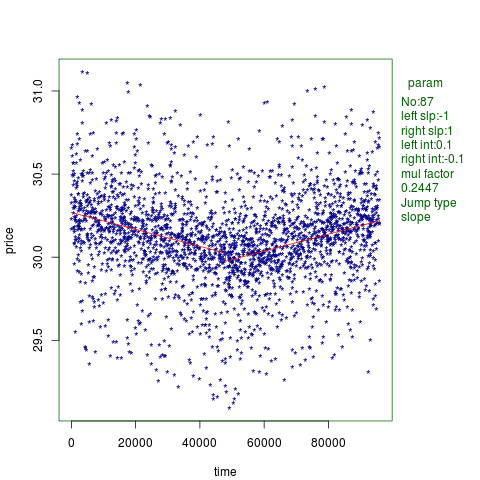 param
No:87
left slp:-1
right slp:1
left int:0.1
right int:-0.1
mul factor
0.2447
Jump type
slope
31.0
30.5
30.0
29.5
price
0 20000 40000 60000 80000
time